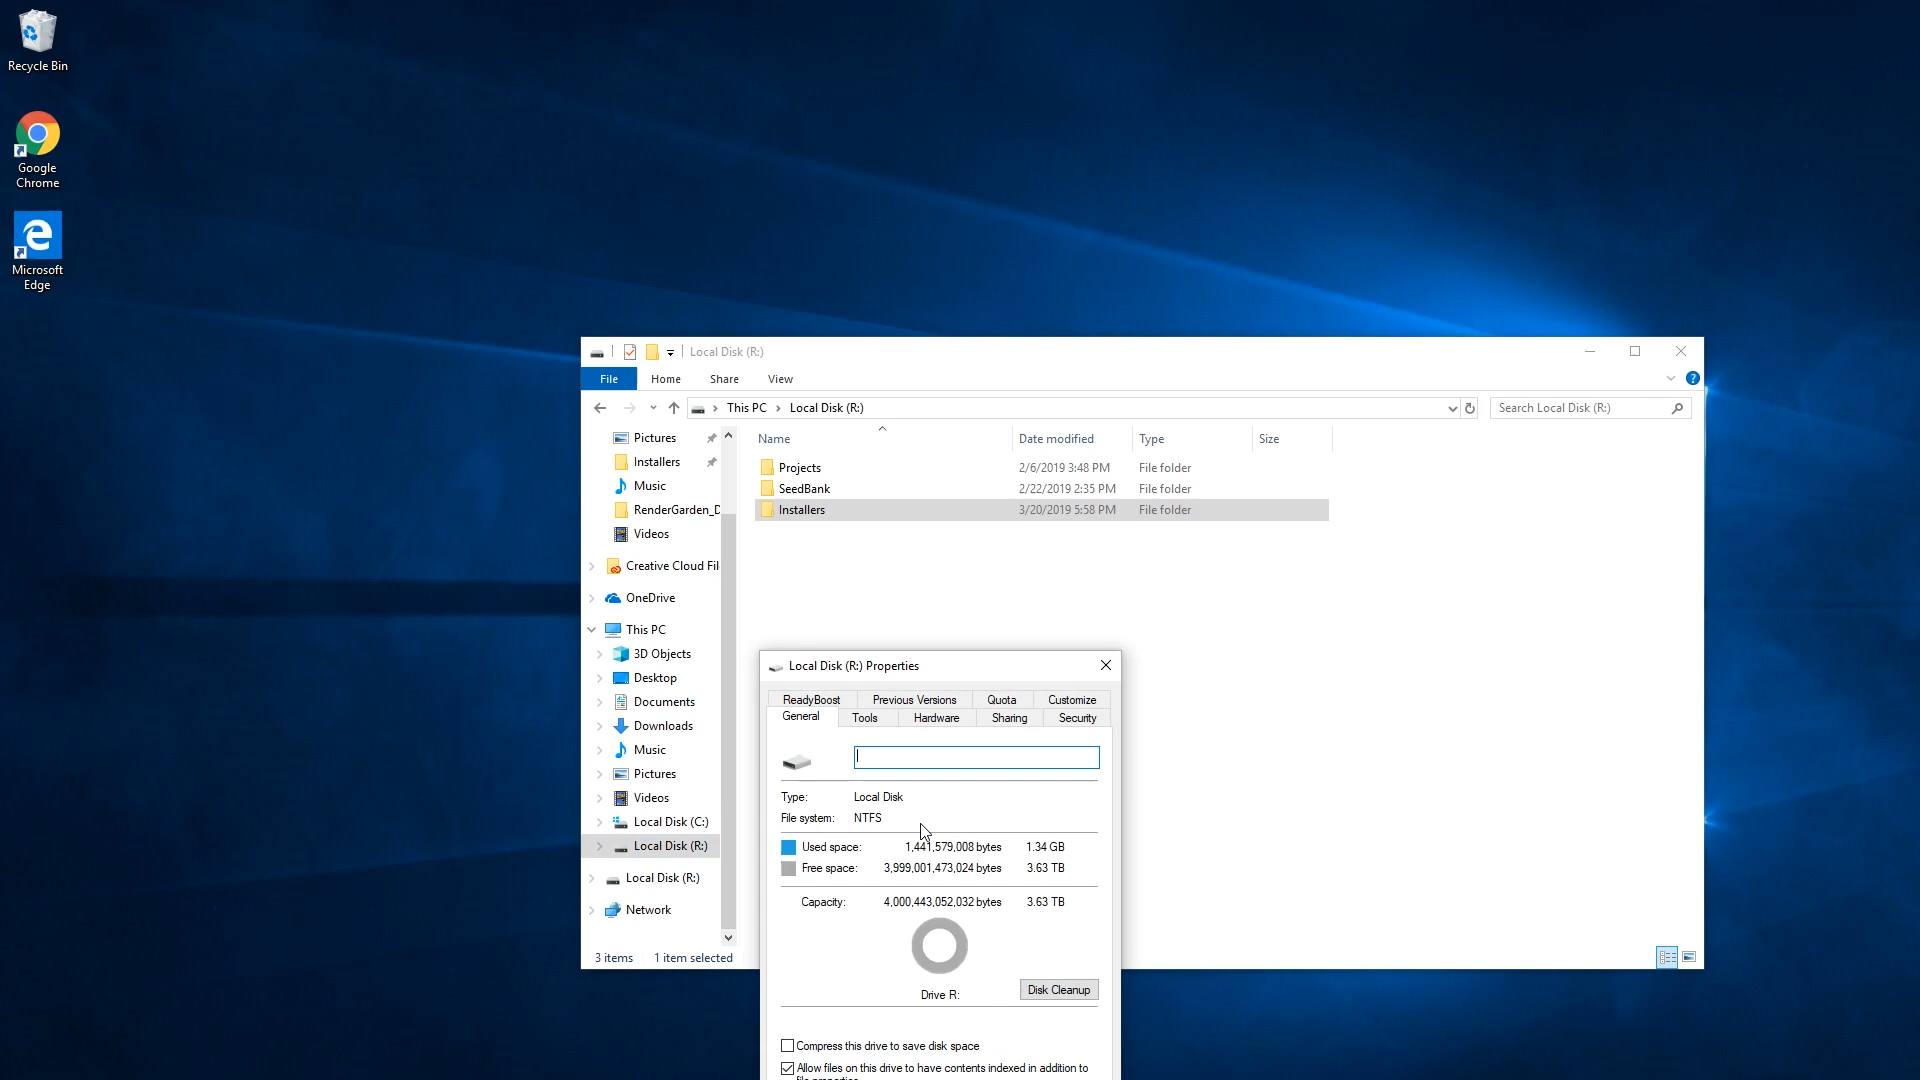 Recycle Bin
Google
Chrome
Microsoft
Edge
Local Disk (R:)
File
Home
Share
View
This PC
Local Disk (R:)
Search Local Disk (R:)
Name
Date modified
Type
Size
Projects
2/6/2019 3:48 PM
File folder
SeedBank
2/22/2019 2:35 PM
File folder
Installers
3/20/2019 5:58 PM
File folder
Pictures
Installers
Music
RenderGarden_D
Videos
Creative Cloud Fil
OneDrive
This PC
3D Objects
Desktop
Documents
Downloads
Music
Pictures
Videos
Local Disk (C:)
Local Disk (R:)
Local Disk (R:)
Network
3 items
1 item selected
Local Disk (R:) Properties
ReadyBoost
Previous Versions
Quota
Customize
General
Tools
Hardware
Sharing
Security
Type:
Local Disk
File system:
NTFS
Used space:
1,441,579,008 bytes
1.34 GB
Free space:
3,999,001,473,024 bytes
3.63 TB
Capacity:
4,000,443,052,032 bytes
3.63 TB
Drive R:
Disk Cleanup
Compress this drive to save disk space
Allow files on this drive to have contents indexed in addition to